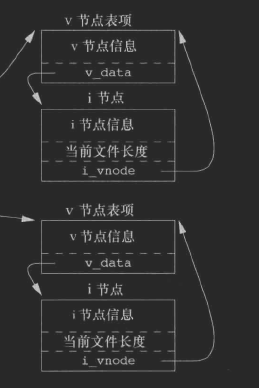 v 节点表项
v 节点信息
v_data
i 节点
i 节点信息
当前文件长度
i_vnode
v 节点表项
v 节点信息
v_data
i 节点
i 节点信息
当前文件长度
i_vnode